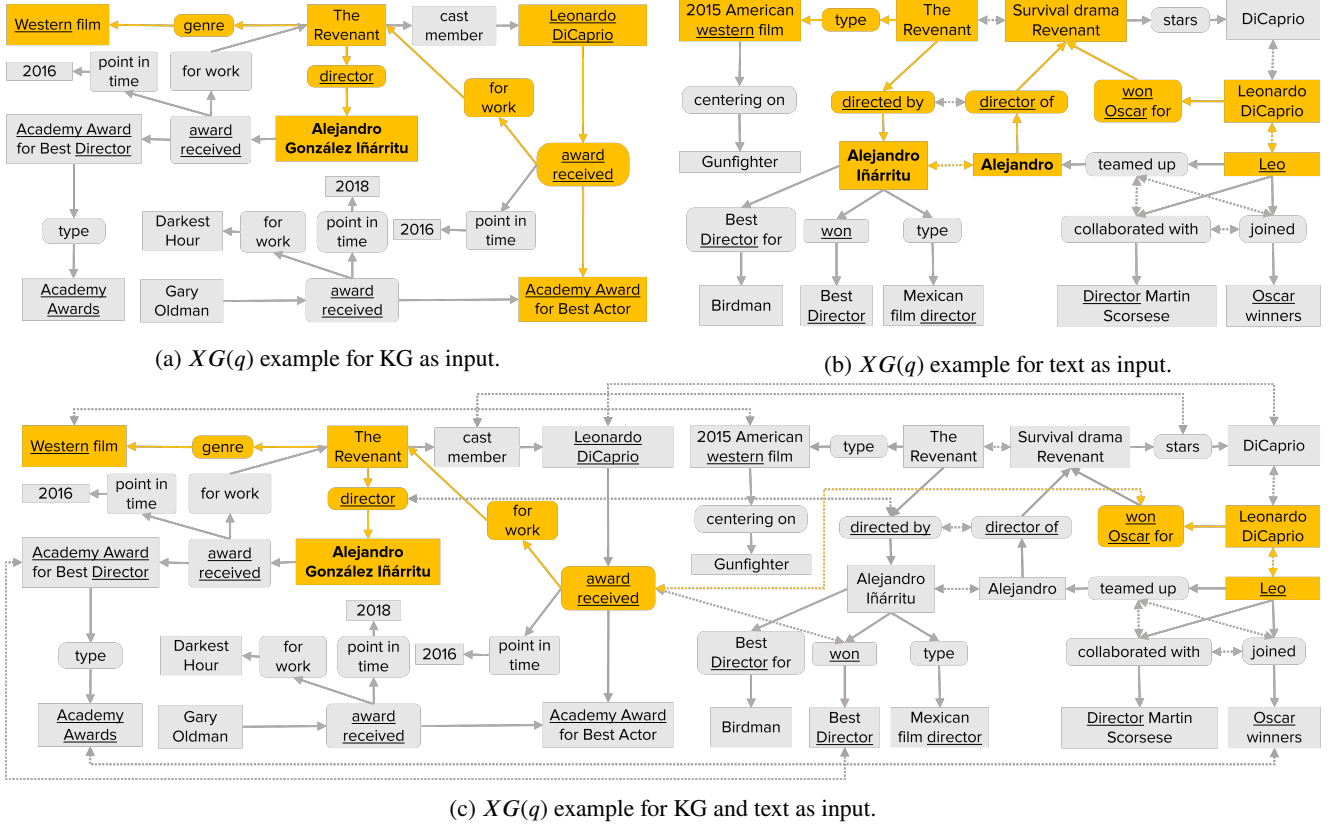 Western film
genre
The
Revenant
cast
member
Leonardo
DiCaprio
2016
point in
time
for work
director
for
work
Academy Award
for Best Director
award
received
Alejandro
González Iñárritu
award
received
2018
type
Darkest
Hour
for
work
point in
time
2016
point in
time
Academy
Awards
Gary
Oldman
award
received
Academy Award
for Best Actor
(a) XG(q) example for KG as input.
2015 American
western film
type
The
Revenant
Survival drama
Revenant
stars
DiCaprio
centering on
directed by
director of
won
Oscar for
Leonardo
DiCaprio
Gunfighter
Alejandro
Iñárritu
Alejandro
teamed up
Leo
Best
Director for
won
type
collaborated with
joined
Birdman
Best
Director
Mexican
film director
Director Martin
Scorsese
Oscar
winners
(b) XG(q) example for text as input.
Western film
genre
The
Revenant
cast
member
Leonardo
DiCaprio
2015 American
western film
type
The
Revenant
Survival drama
Revenant
stars
DiCaprio
2016
point in
time
for work
director
for
work
centering on
directed by
director of
won
Oscar for
Leonardo
DiCaprio
Academy Award
for Best Director
award
received
Alejandro
González Iñárritu
award
received
Gunfighter
Alejandro
Iñárritu
Alejandro
teamed up
Leo
2018
type
Darkest
Hour
for
work
point in
time
2016
point in
time
Best
Director for
won
type
collaborated with
joined
Academy
Awards
Gary
Oldman
award
received
Academy Award
for Best Actor
Birdman
Best
Director
Mexican
film director
Director Martin
Scorsese
Oscar
winners
(c) XG(q) example for KG and text as input.